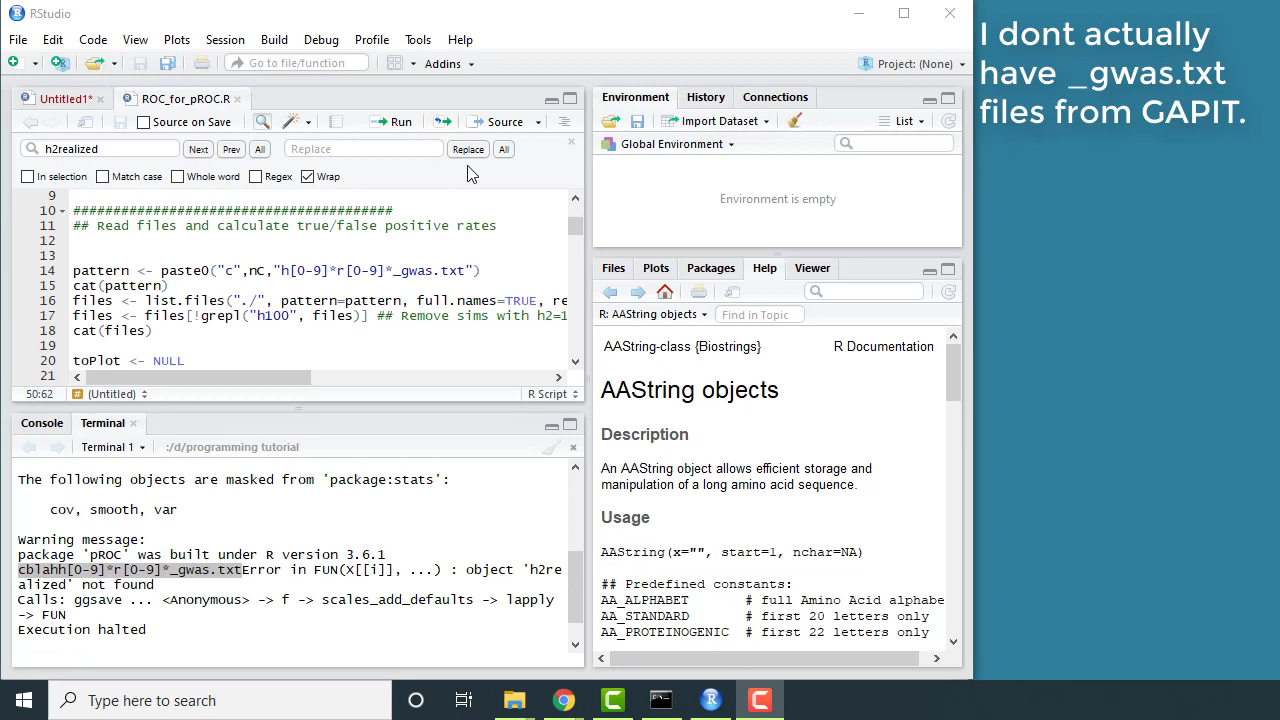 RStudio
File Edit Code View Plots Session Build Debug Profile Tools Help
Go to file/function Addins Project: (None)
Untitled1* ROC_for_pROC.R
Source on Save Run Source
h2realized Next Prev All Replace Replace All
In selection Match case Whole word Regex Wrap
9
10 ########################################
11 ## Read files and calculate true/false positive rates
12
13
14 pattern <- paste0("c",nC,"h[0-9]*r[0-9]*_gwas.txt")
15 cat(pattern)
16 files <- list.files("./", pattern=pattern, full.names=TRUE, re
17 files <- files[!grepl("h100", files)] ## Remove sims with h2=1
18 cat(files)
19
20 toPlot <- NULL
21
50:62 (Untitled) R Script
Console Terminal
Terminal 1 :/d/programming tutorial
The following objects are masked from 'package:stats':
cov, smooth, var
Warning message:
package 'pROC' was built under R version 3.6.1
cblahh[0-9]*r[0-9]*_gwas.txtError in FUN(X[[i]], ...) : object 'h2re
alized' not found
Calls: ggsave ... <Anonymous> -> f -> scales_add_defaults -> lapply
-> FUN
Execution halted
Environment History Connections
Import Dataset List
Global Environment
Environment is empty
Files Plots Packages Help Viewer
R: AAString objects Find in Topic
AAString-class {Biostrings} R Documentation
AAString objects
Description
An AAString object allows efficient storage and
manipulation of a long amino acid sequence.
Usage
AAString(x="", start=1, nchar=NA)
## Predefined constants:
AA_ALPHABET # full Amino Acid alphabe
AA_STANDARD # first 20 letters only
AA_PROTEINOGENIC # first 22 letters only
I dont actually
have _gwas.txt
files from GAPIT.
Type here to search